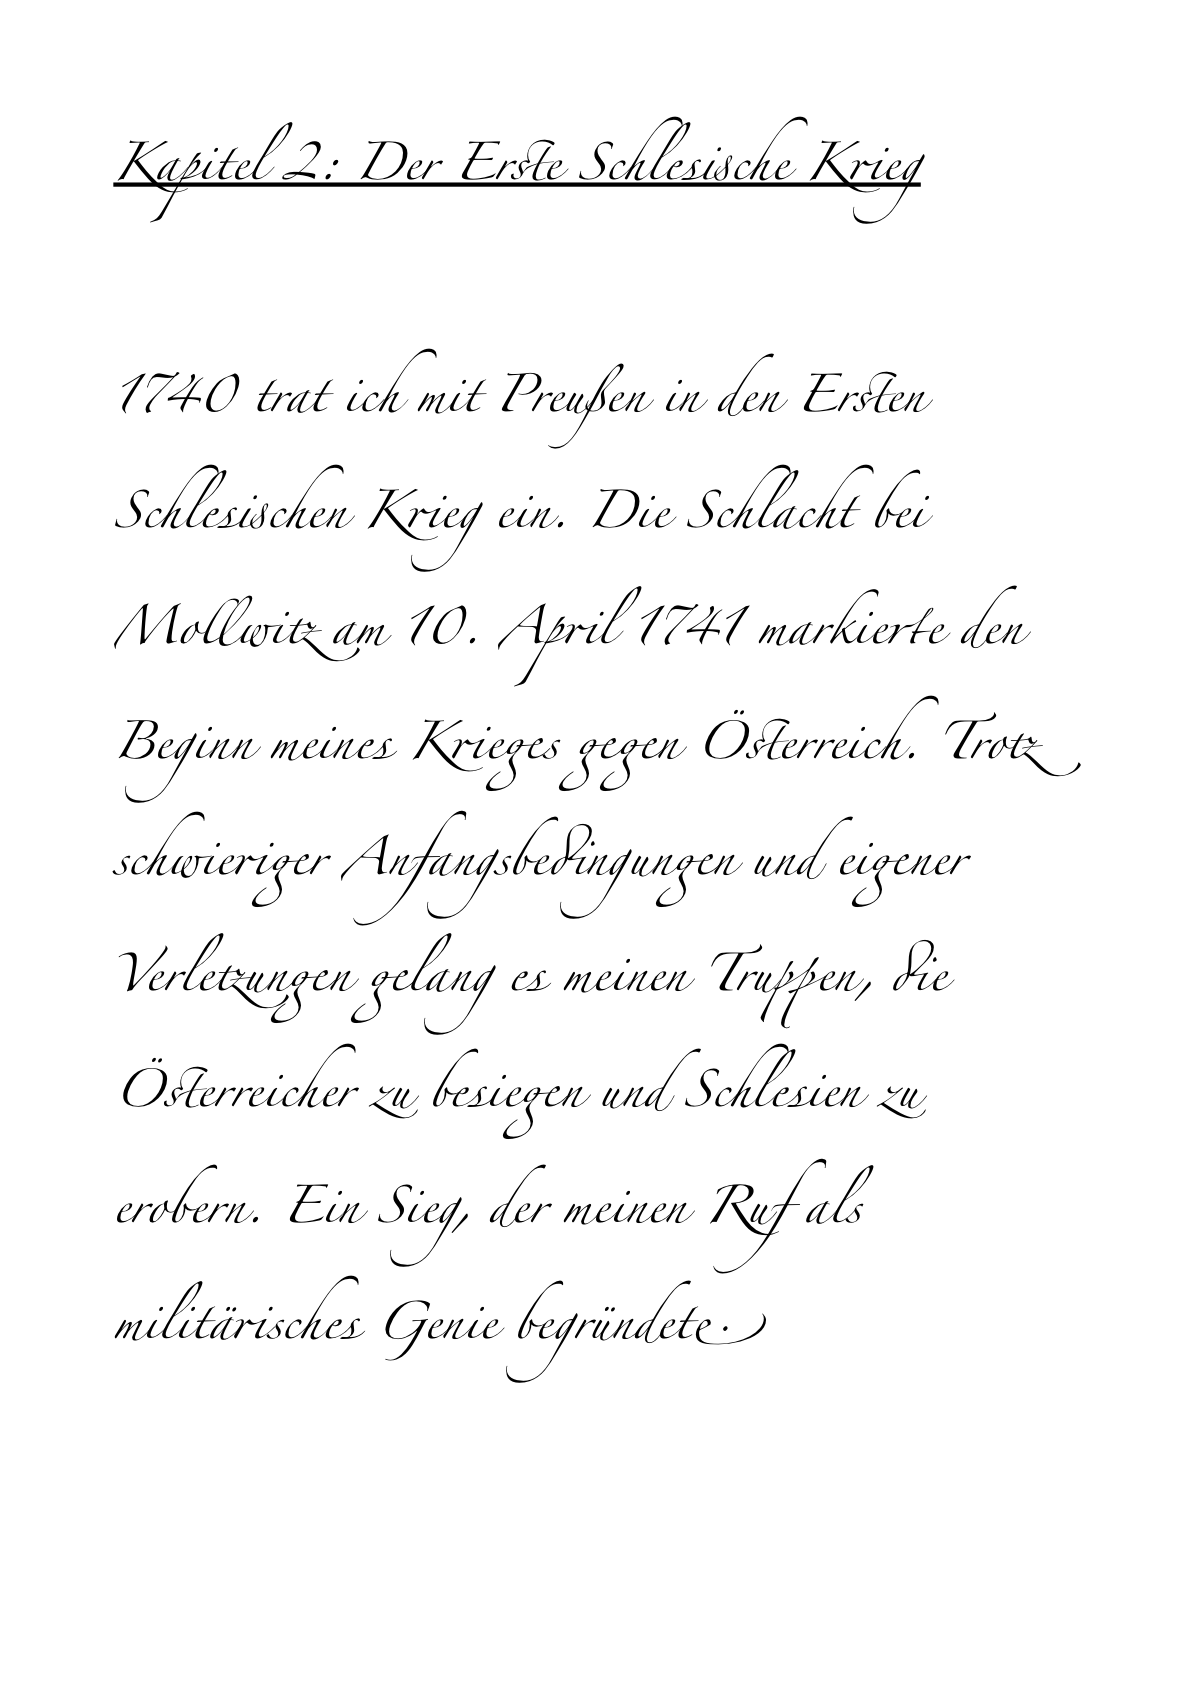 Kapitel 2: Der Erste Schlesische Krieg
1740 trat ich mit Preußen in den Ersten
Schlesischen Krieg ein. Die Schlacht bei
Mollwitz am 10. April 1741 markierte den
Beginn meines Krieges gegen Österreich. Trotz
schwieriger Anfangsbedingungen und eigener
Verletzungen gelang es meinen Truppen, die
Österreicher zu besiegen und Schlesien zu
erobern. Ein Sieg, der meinen Ruf als
militärisches Genie begründete.